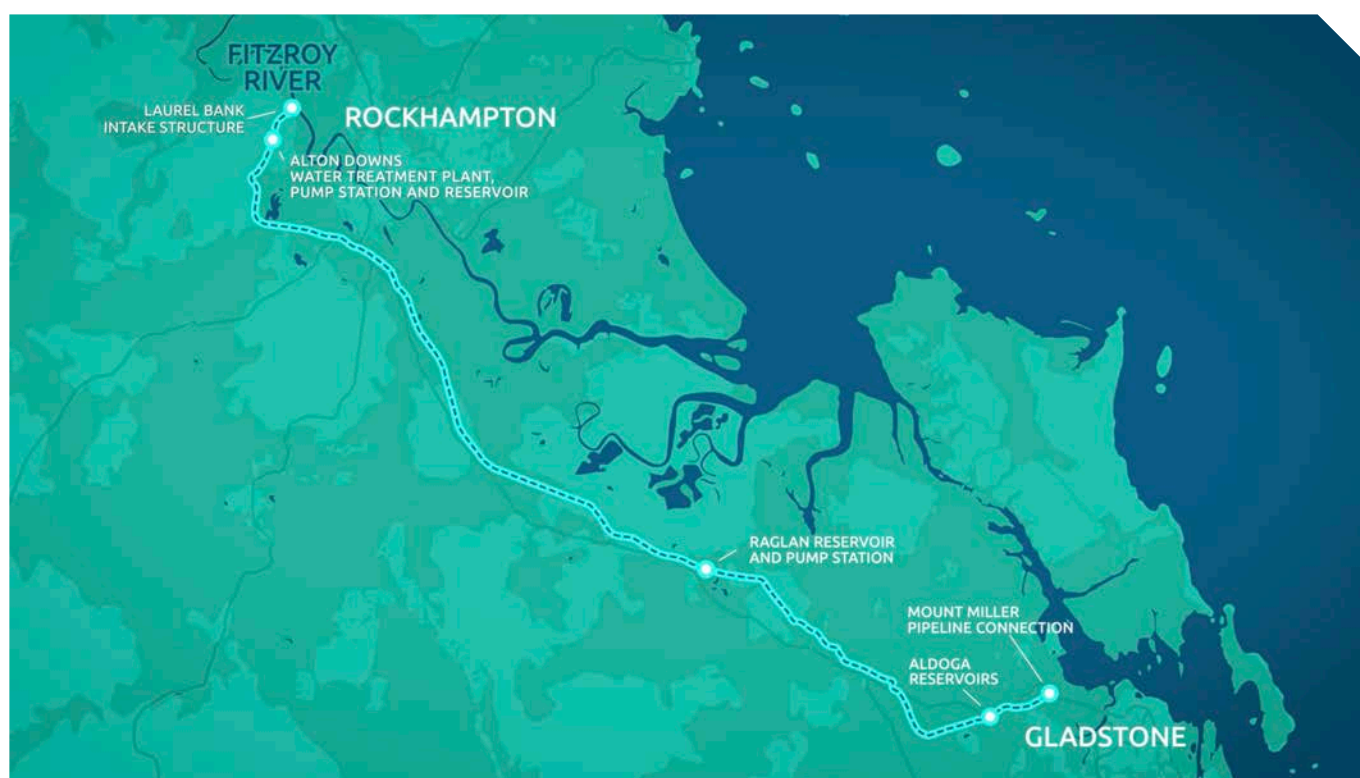 FITZROY
RIVER
LAUREL BANK
INTAKE STRUCTURE
ROCKHAMPTON
ALTON DOWNS
WATER TREATMENT PLANT,
PUMP STATION AND RESERVOIR
RAGLAN RESERVOIR
AND PUMP STATION
MOUNT MILLER
PIPELINE CONNECTION
ALDOGA
RESERVOIRS
GLADSTONE